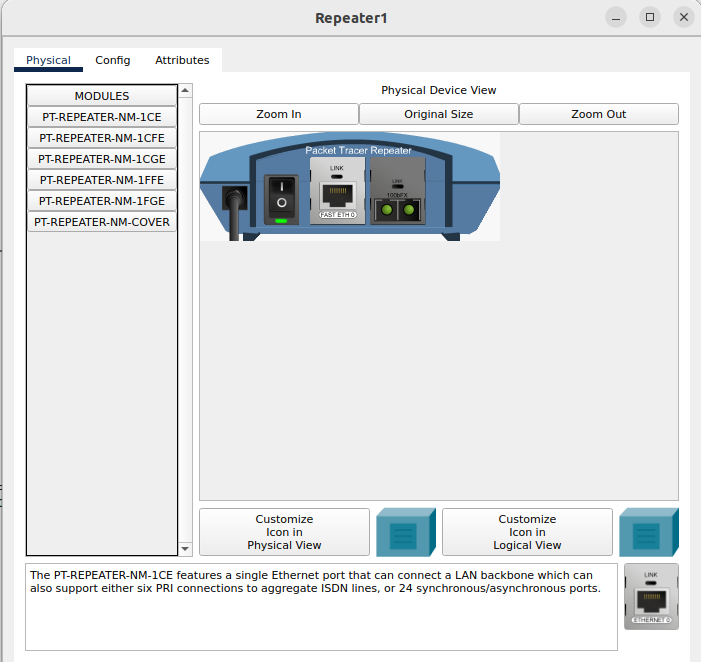 Repeater1
Physical
Config
Attributes
MODULES
PT-REPEATER-NM-1CE
PT-REPEATER-NM-1CFE
PT-REPEATER-NM-1CGE
PT-REPEATER-NM-1FFE
PT-REPEATER-NM-1FGE
PT-REPEATER-NM-COVER
Physical Device View
Zoom In
Original Size
Zoom Out
Packet Tracer Repeater
LINK
LINK
100bFX
FAST ETH 0
Customize
Icon in
Physical View
Customize
Icon in
Logical View
The PT-REPEATER-NM-1CE features a single Ethernet port that can connect a LAN backbone which can
also support either six PRI connections to aggregate ISDN lines, or 24 synchronous/asynchronous ports.
LINK
ETHERNET 0